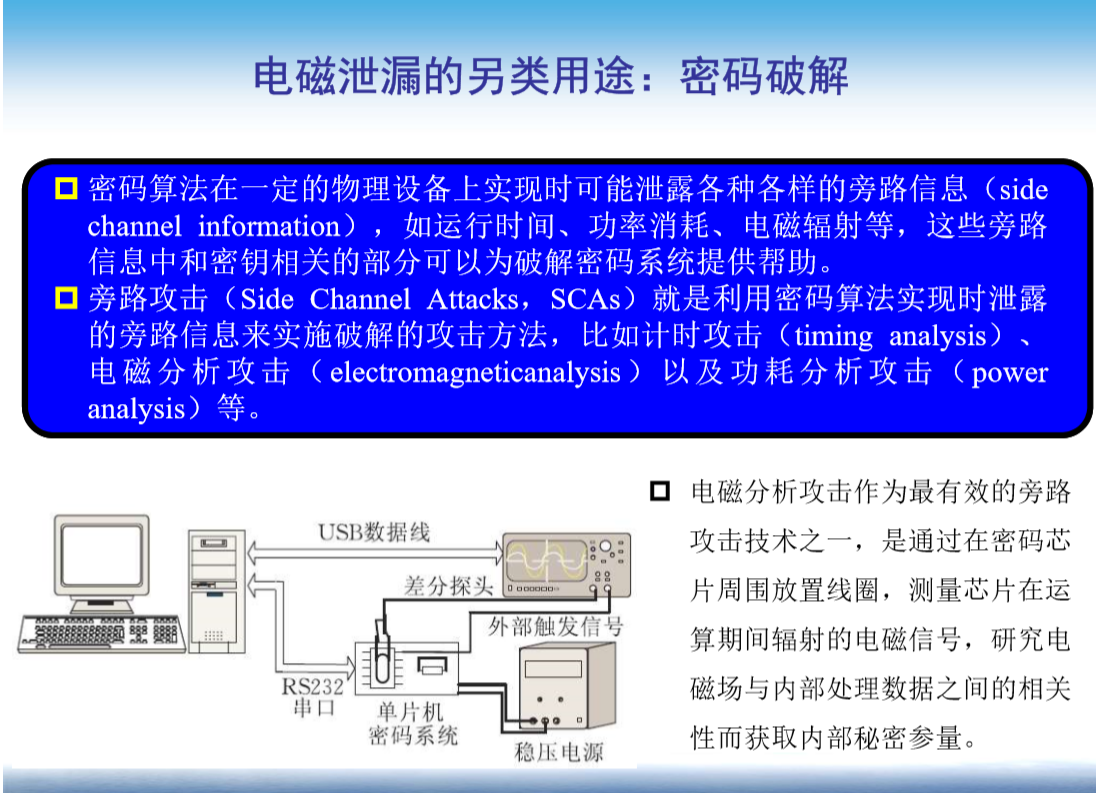 电磁泄漏的另类用途：密码破解
密码算法在一定的物理设备上实现时可能泄露各种各样的旁路信息（side
channel information），如运行时间、功率消耗、电磁辐射等，这些旁路
信息中和密钥相关的部分可以为破解密码系统提供帮助。
旁路攻击（Side Channel Attacks，SCAs）就是利用密码算法实现时泄露
的旁路信息来实施破解的攻击方法，比如计时攻击（timing analysis）、
电磁分析攻击（electromagneticanalysis）以及功耗分析攻击（power
analysis）等。
USB数据线
差分探头
外部触发信号
RS232
串口
单片机
密码系统
稳压电源
电磁分析攻击作为最有效的旁路
攻击技术之一，是通过在密码芯
片周围放置线圈，测量芯片在运
算期间辐射的电磁信号，研究电
磁场与内部处理数据之间的相关
性而获取内部秘密参量。